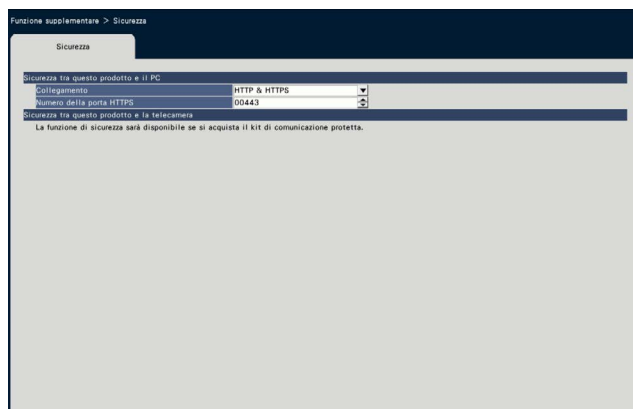 Funzione supplementare > Sicurezza
Sicurezza
Sicurezza tra questo prodotto e il PC
Collegamento HTTP & HTTPS
Numero della porta HTTPS 00443
Sicurezza tra questo prodotto e la telecamera
La funzione di sicurezza sarà disponibile se si acquista il kit di comunicazione protetta.